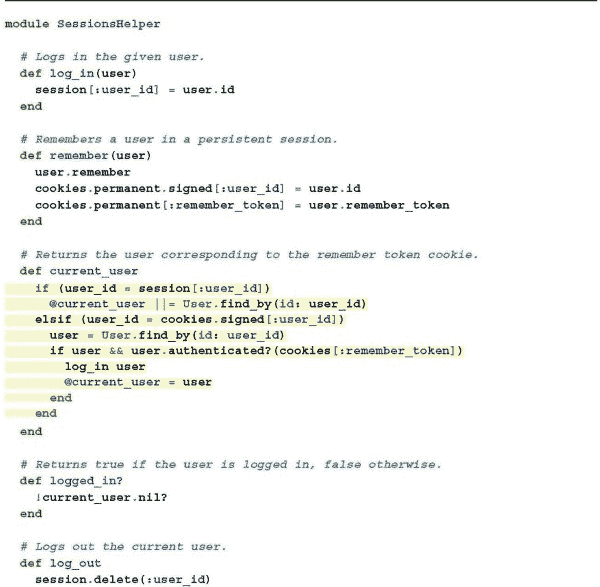 module SessionsHelper
  # Logs in the given user.
  def log_in(user)
    session[:user_id] = user.id
  end
  # Remembers a user in a persistent session.
  def remember(user)
    user.remember
    cookies.permanent.signed[:user_id] = user.id
    cookies.permanent[:remember_token] = user.remember_token
  end
  # Returns the user corresponding to the remember token cookie.
  def current_user
    if (user_id = session[:user_id])
      @current_user ||= User.find_by(id: user_id)
    elsif (user_id = cookies.signed[:user_id])
      user = User.find_by(id: user_id)
      if user && user.authenticated?(cookies[:remember_token])
        log_in user
        @current_user = user
      end
    end
  end
  # Returns true if the user is logged in, false otherwise.
  def logged_in?
    !current_user.nil?
  end
  # Logs out the current user.
  def log_out
    session.delete(:user_id)